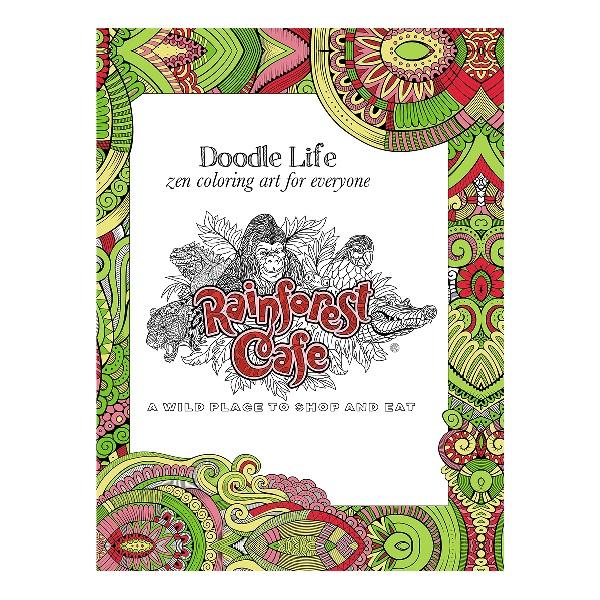 Doodle Life
zen coloring art for everyone
Rainforest
Cafe
®
A WILD PLACE TO SHOP AND EAT